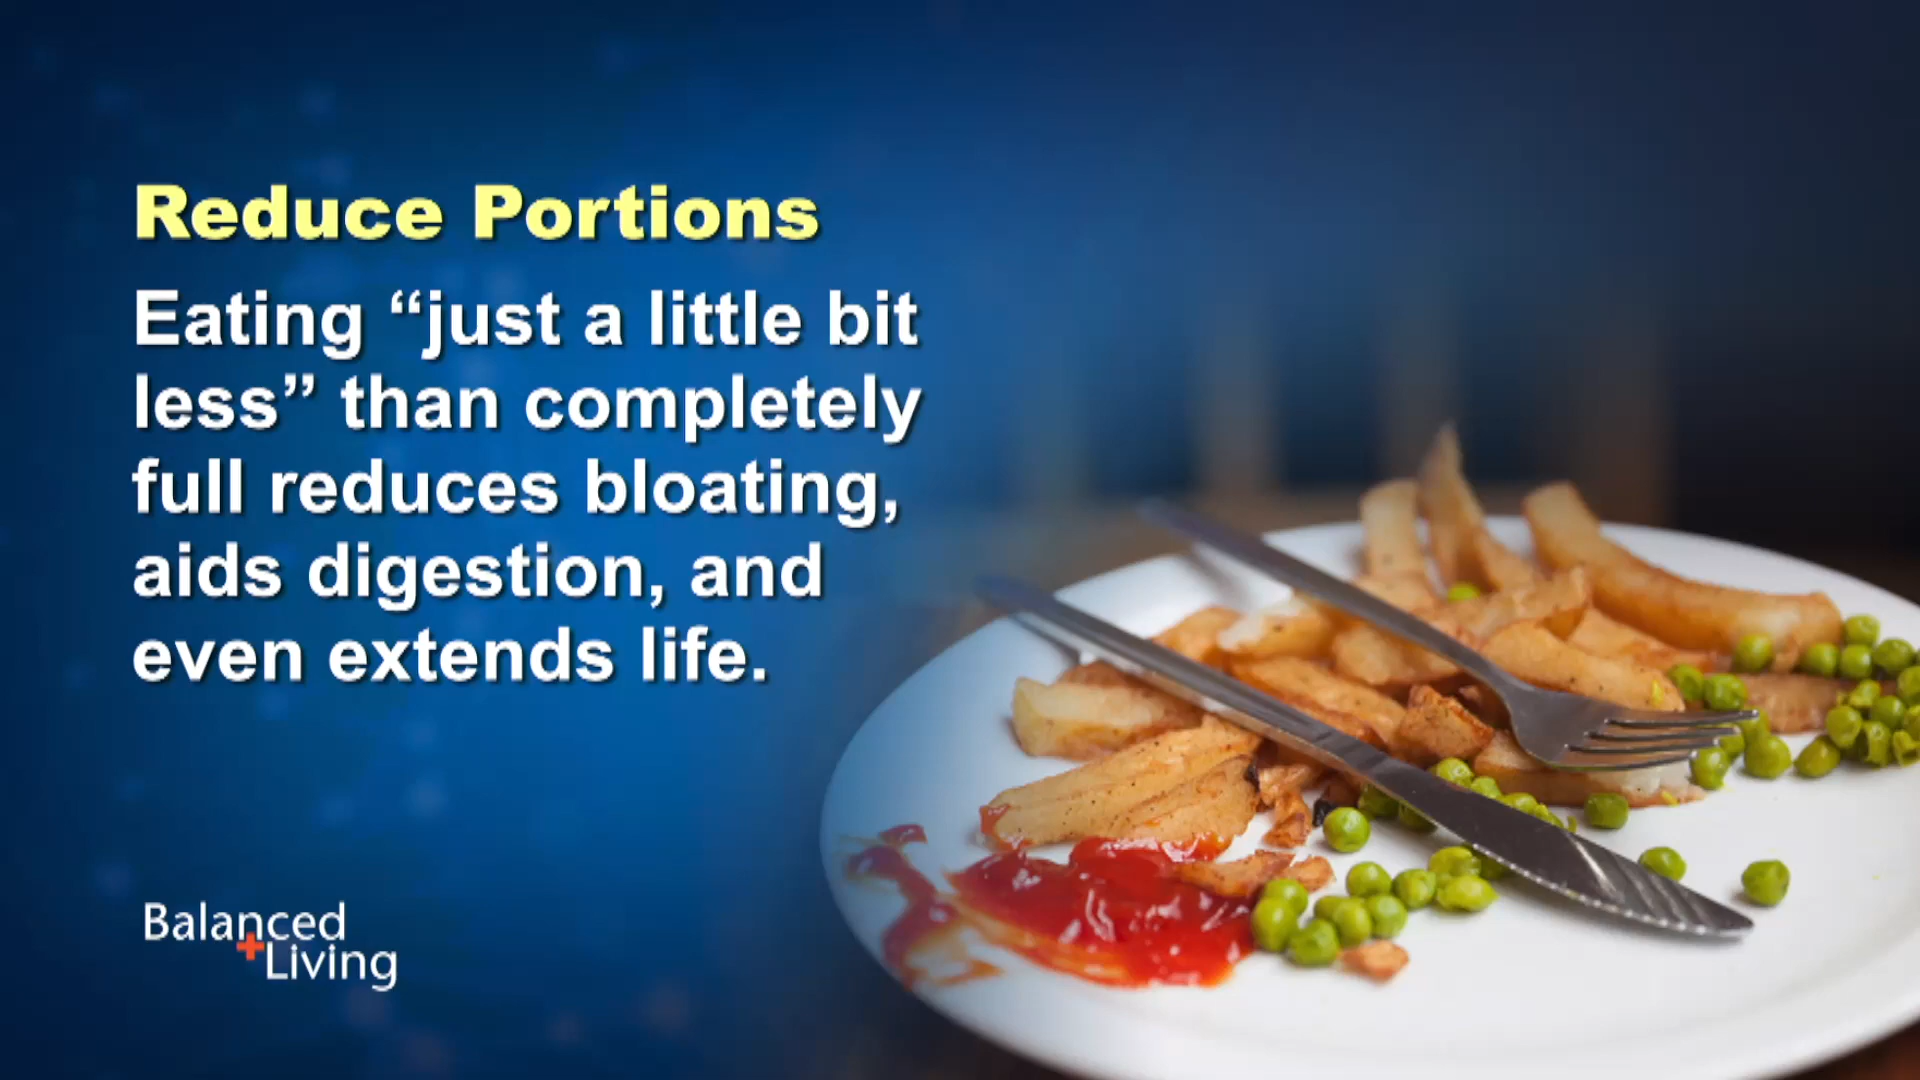 Reduce Portions
Eating “just a little bit
less” than completely
full reduces bloating,
aids digestion, and
even extends life.
Balanced
Living